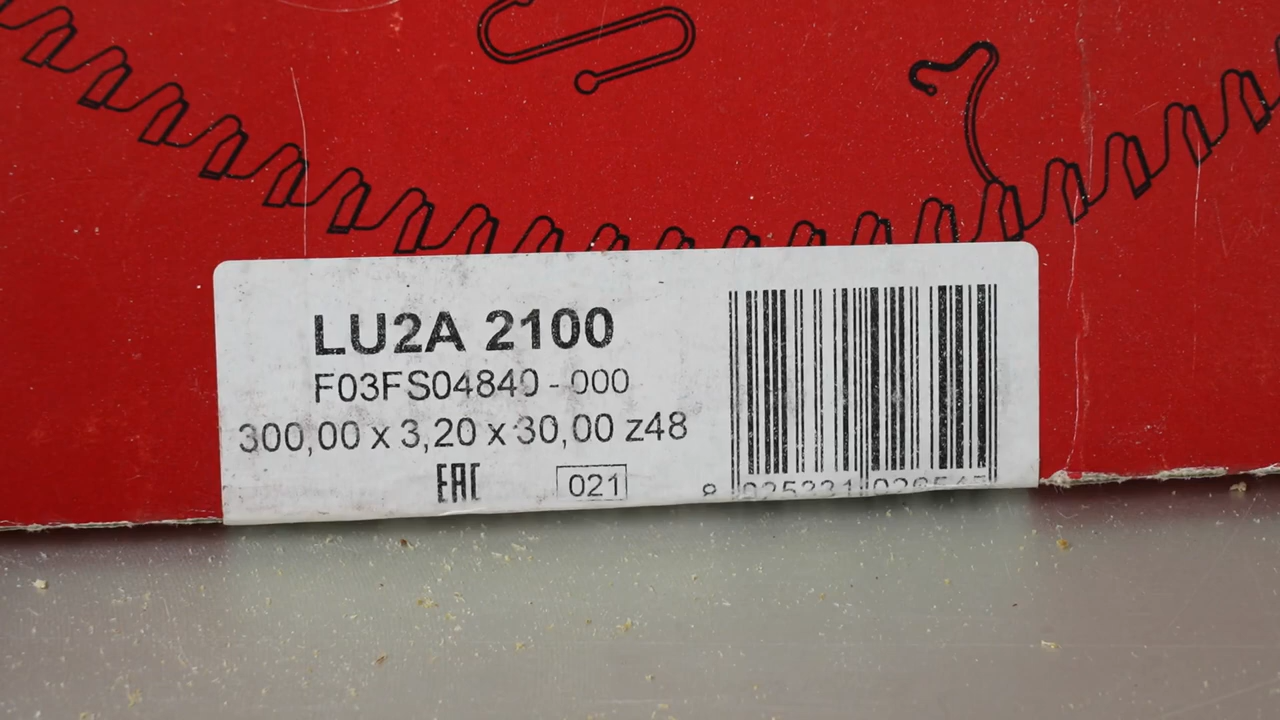 LU2A 2100
F03FS04840 - 000
300,00 x 3,20 x 30,00 z48
EAC 021